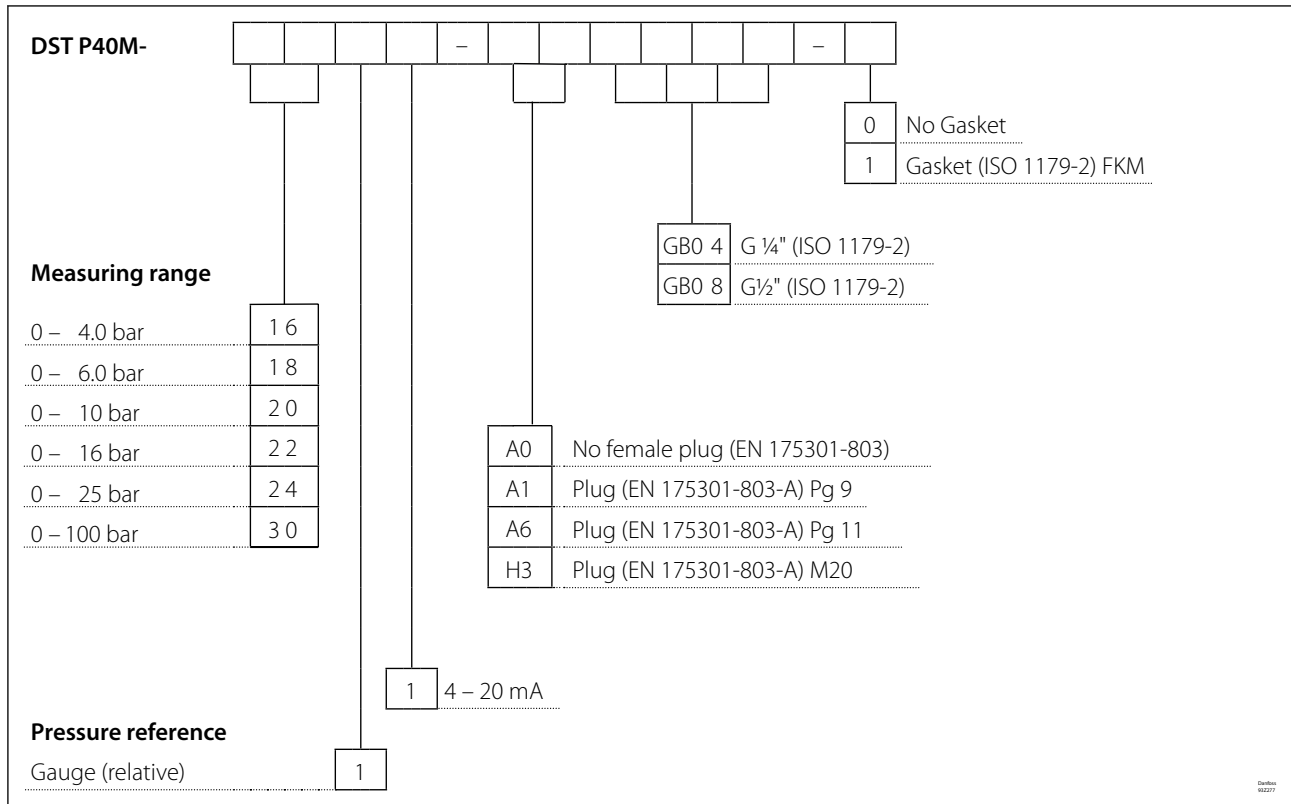 DST P40M-
– –
0 No Gasket
1 Gasket (ISO 1179-2) FKM
GB0 4 G ¼" (ISO 1179-2)
GB0 8 G½" (ISO 1179-2)
Measuring range
0 – 4.0 bar 1 6
0 – 6.0 bar 1 8
0 – 10 bar 2 0
0 – 16 bar 2 2
0 – 25 bar 2 4
0 – 100 bar 3 0
A0 No female plug (EN 175301-803)
A1 Plug (EN 175301-803-A) Pg 9
A6 Plug (EN 175301-803-A) Pg 11
H3 Plug (EN 175301-803-A) M20
1 4 – 20 mA
Pressure reference
Gauge (relative) 1
Danfoss